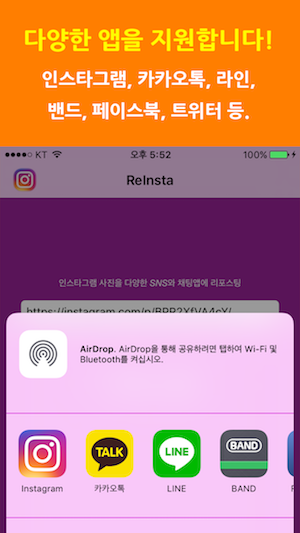 다양한 앱을 지원합니다!
인스타그램, 카카오톡, 라인,
밴드, 페이스북, 트위터 등.
KT 오후 5:52 100%
ReInsta
인스타그램 사진을 다양한 SNS와 채팅앱에 리포스팅
https://instagram.com/p/BPR2XfVA4cY/
AirDrop. AirDrop을 통해 공유하려면 탭하여 Wi-Fi 및
Bluetooth를 켜십시오.
TALK LINE BAND
Instagram 카카오톡 LINE BAND